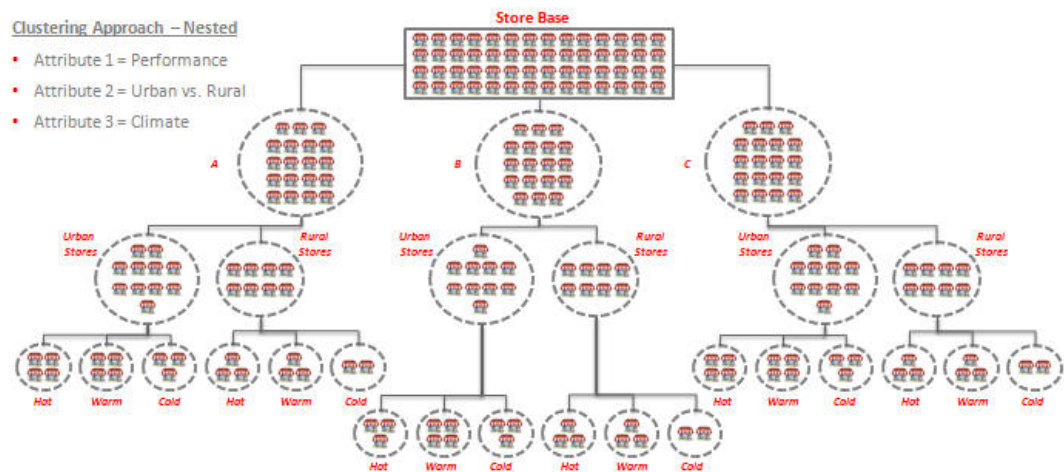 Store Base
Clustering Approach – Nested
• Attribute 1 = Performance
• Attribute 2 = Urban vs. Rural
• Attribute 3 = Climate
A
B
C
Urban
Stores
Rural
Stores
Urban
Stores
Rural
Stores
Urban
Stores
Rural
Stores
Hot
Warm
Cold
Hot
Warm
Cold
Hot
Warm
Cold
Hot
Warm
Cold
Hot
Warm
Cold
Hot
Warm
Cold